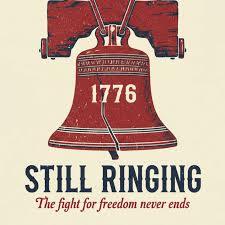 1776
STILL RINGING
The fight for freedom never ends